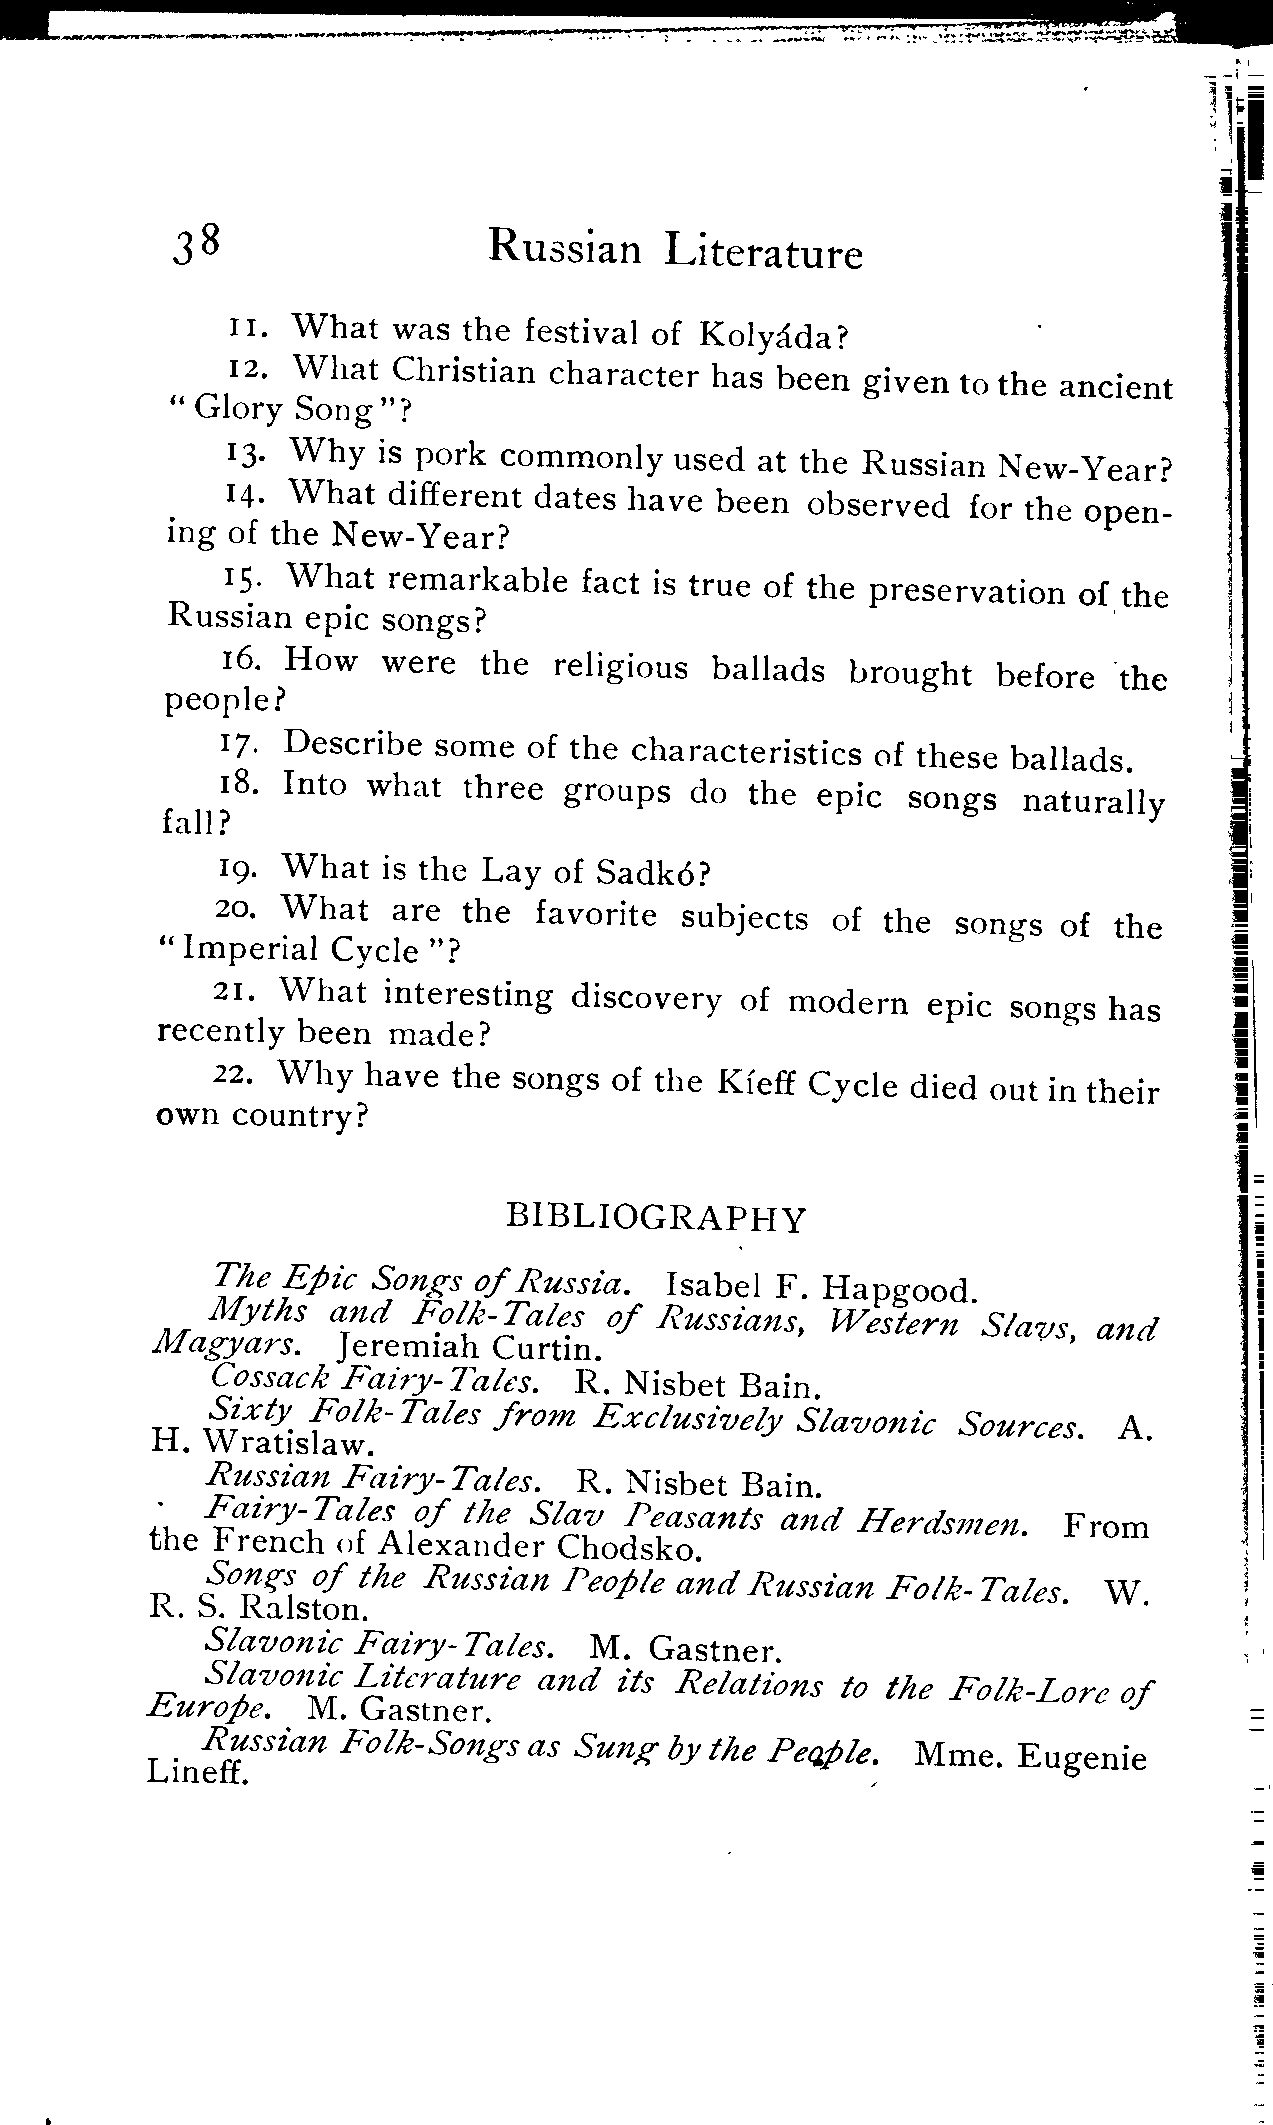 38 Russian Literature
11. What was the festival of Kolyáda?
12. What Christian character has been given to the ancient
“Glory Song”?
13. Why is pork commonly used at the Russian New-Year?
14. What different dates have been observed for the open-
ing of the New-Year?
15. What remarkable fact is true of the preservation of the
Russian epic songs?
16. How were the religious ballads brought before the
people?
17. Describe some of the characteristics of these ballads.
18. Into what three groups do the epic songs naturally
fall?
19. What is the Lay of Sadkó?
20. What are the favorite subjects of the songs of the
“Imperial Cycle”?
21. What interesting discovery of modern epic songs has
recently been made?
22. Why have the songs of the Kíeff Cycle died out in their
own country?
BIBLIOGRAPHY
The Epic Songs of Russia. Isabel F. Hapgood.
Myths and Folk-Tales of Russians, Western Slavs, and
Magyars. Jeremiah Curtin.
Cossack Fairy-Tales. R. Nisbet Bain.
Sixty Folk-Tales from Exclusively Slavonic Sources. A.
H. Wratislaw.
Russian Fairy-Tales. R. Nisbet Bain.
Fairy-Tales of the Slav Peasants and Herdsmen. From
the French of Alexander Chodsko.
Songs of the Russian People and Russian Folk-Tales. W.
R. S. Ralston.
Slavonic Fairy-Tales. M. Gastner.
Slavonic Literature and its Relations to the Folk-Lore of
Europe. M. Gastner.
Russian Folk-Songs as Sung by the People. Mme. Eugenie
Lineff.